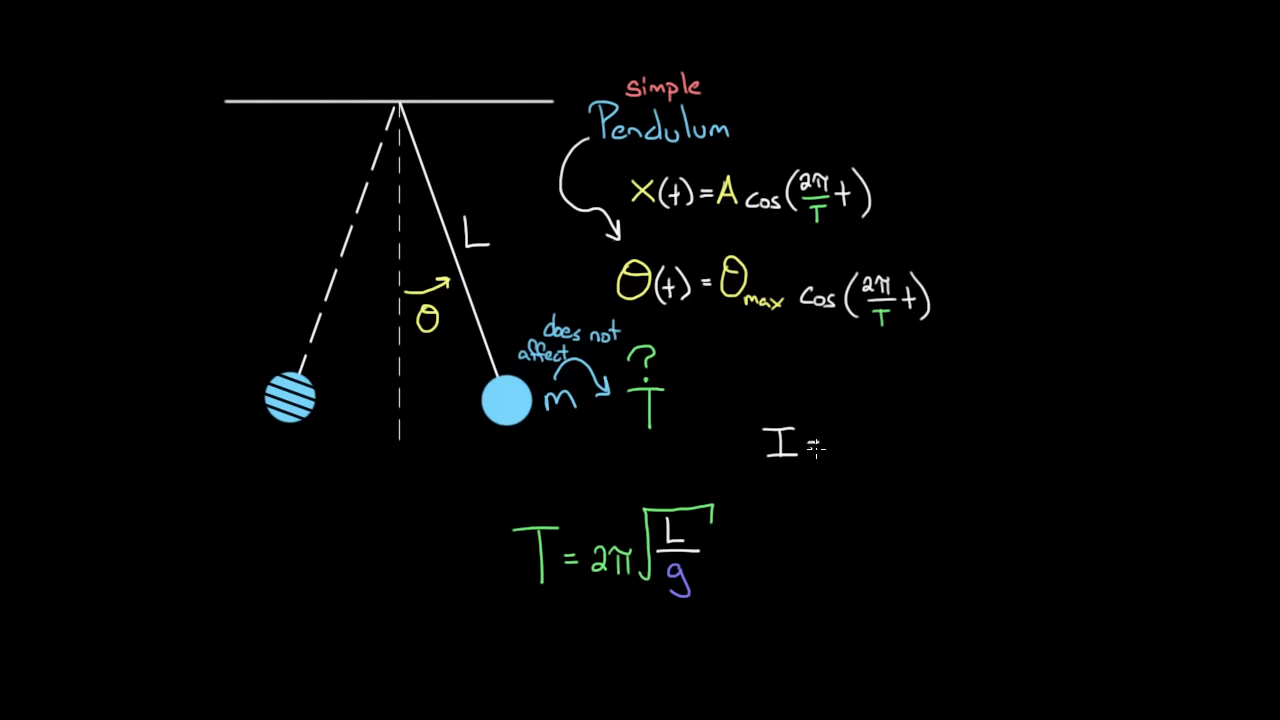 simple
Pendulum
X(t) = A cos(2π/T t)
L
θ(t) = θmax cos(2π/T t)
θ
does not
affect
?
m
T
I =
T = 2π√(L/g)